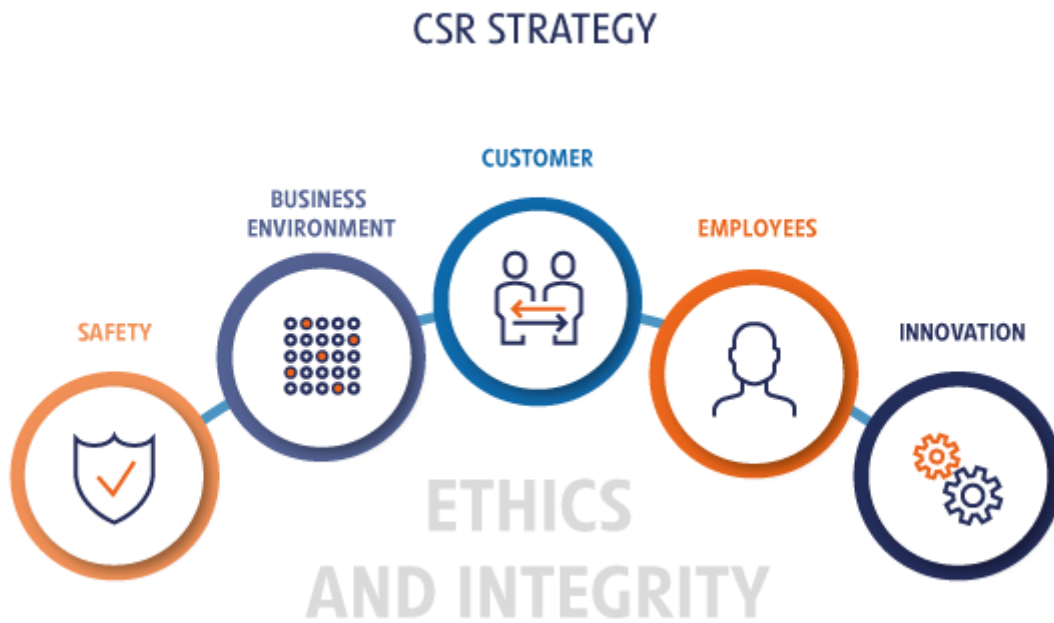 CSR STRATEGY
CUSTOMER
BUSINESS
ENVIRONMENT
EMPLOYEES
SAFETY
INNOVATION
ETHICS
AND INTEGRITY